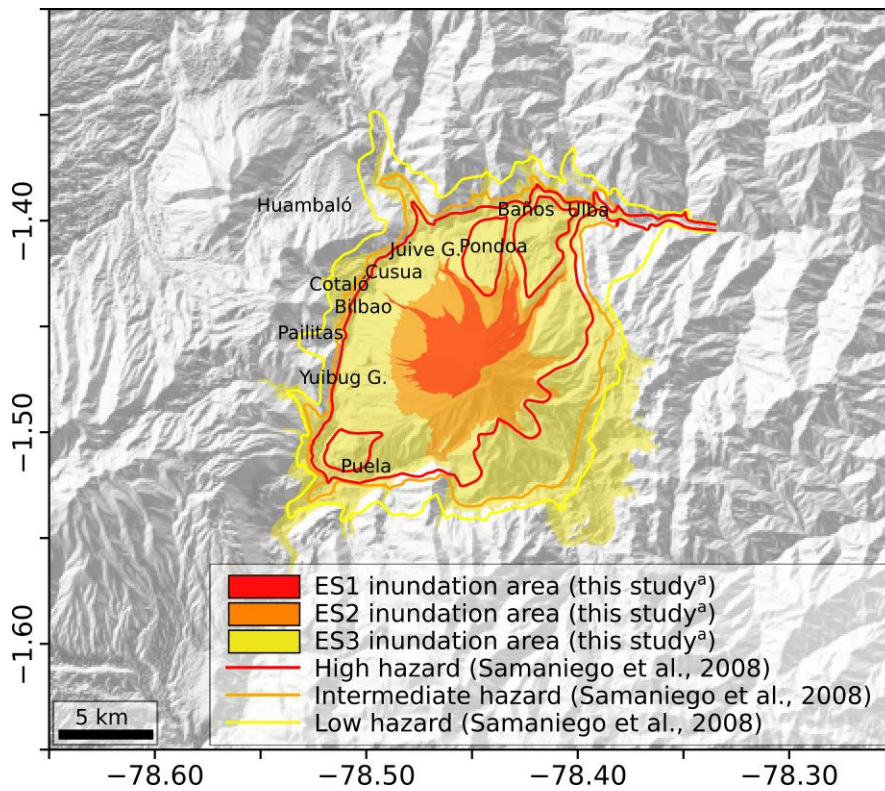 −1.40
−1.50
−1.60
Huambaló
Baños Ulba
Juive G. Pondoa
Cusua
Cotaló
Bilbao
Pailitas
Yuibug G.
Puela
ES1 inundation area (this studyᵃ)
ES2 inundation area (this studyᵃ)
ES3 inundation area (this studyᵃ)
High hazard (Samaniego et al., 2008)
Intermediate hazard (Samaniego et al., 2008)
Low hazard (Samaniego et al., 2008)
5 km
−78.60 −78.50 −78.40 −78.30